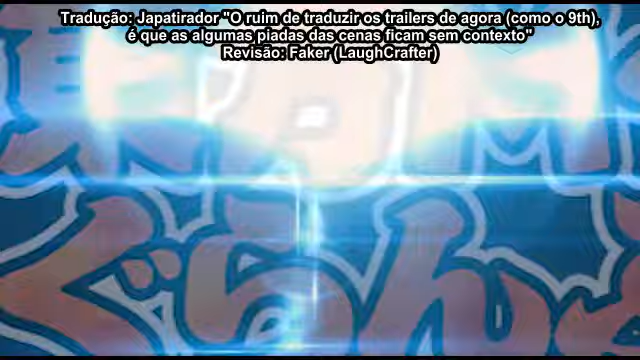 Tradução: Japatirador "O ruim de traduzir os trailers de agora (como o 9th),
é que as algumas piadas das cenas ficam sem contexto"
Revisão: Faker (LaughCrafter)